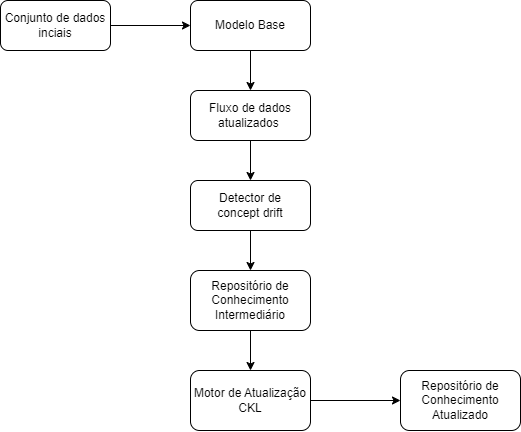 Conjunto de dados
inciais
Modelo Base
Fluxo de dados
atualizados
Detector de
concept drift
Repositório de
Conhecimento
Intermediário
Motor de Atualização
CKL
Repositório de
Conhecimento
Atualizado